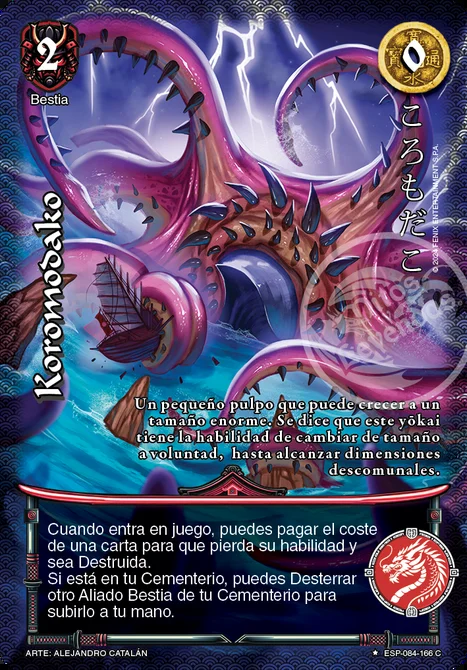 2
Bestia
0
ころもだこ
© 2024 FENIX ENTERTAINMENT S.P.A.
Koromodako
Un pequeño pulpo que puede crecer a un
tamaño enorme. Se dice que este yōkai
tiene la habilidad de cambiar de tamaño
a voluntad, hasta alcanzar dimensiones
descomunales.
Cuando entra en juego, puedes pagar el coste
de una carta para que pierda su habilidad y
sea Destruida.
Si está en tu Cementerio, puedes Desterrar
otro Aliado Bestia de tu Cementerio para
subirlo a tu mano.
ARTE: ALEJANDRO CATALÁN
ESP-084-166 C